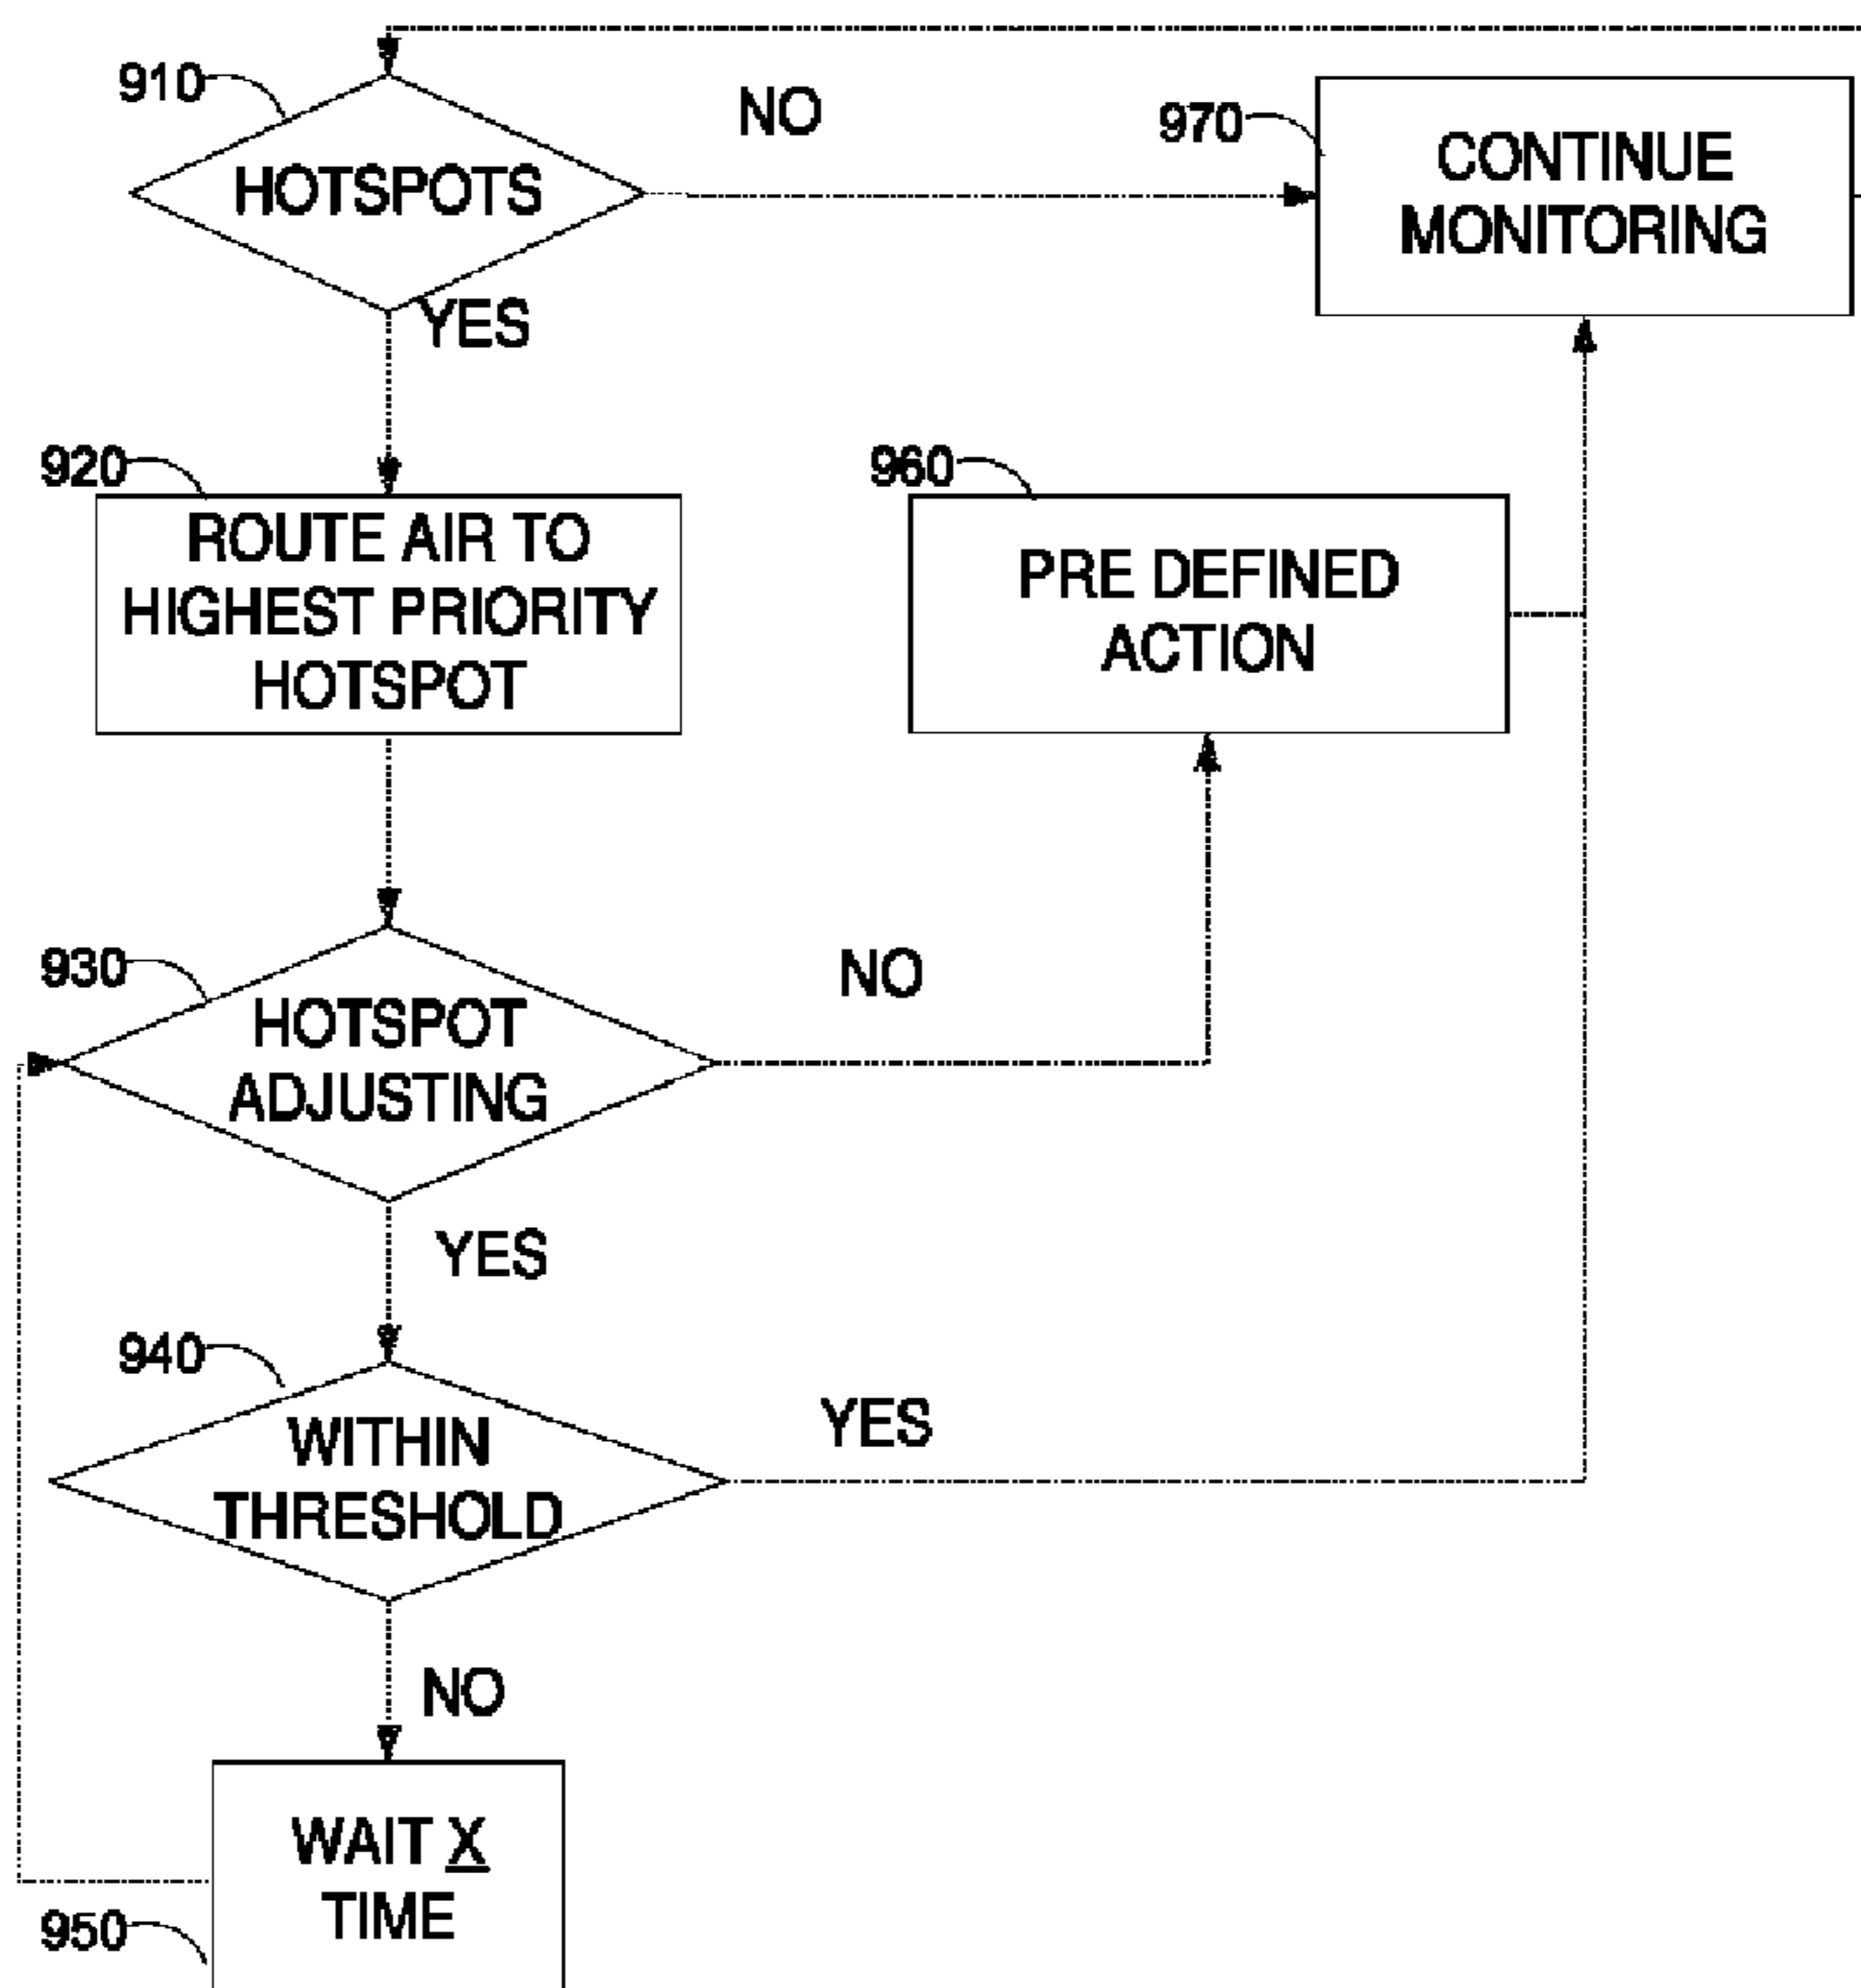 910
HOTSPOTS
NO
970
CONTINUE
MONITORING
YES
920
ROUTE AIR TO
HIGHEST PRIORITY
HOTSPOT
960
PRE DEFINED
ACTION
930
HOTSPOT
ADJUSTING
NO
YES
940
WITHIN
THRESHOLD
YES
NO
WAIT X
TIME
950